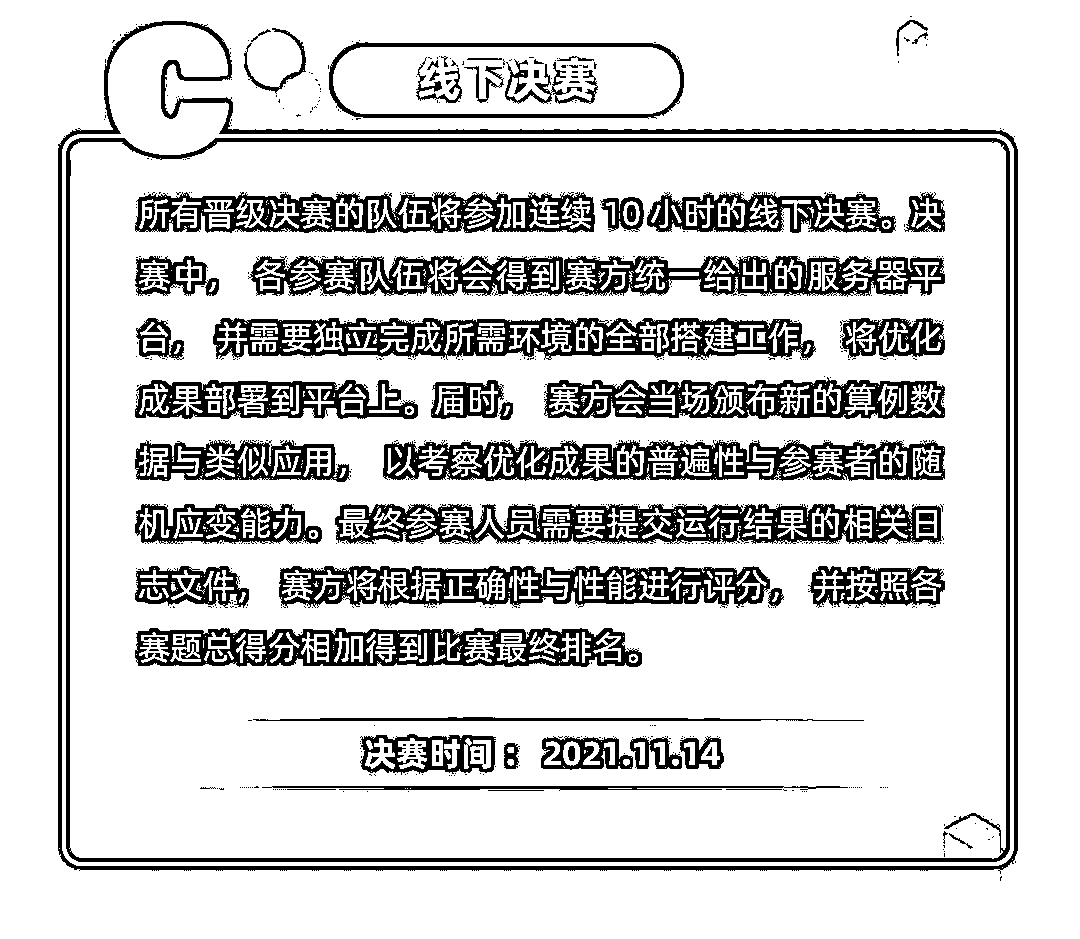 C
线下决赛
所有晋级决赛的队伍将参加连续 10 小时的线下决赛。决
赛中， 各参赛队伍将会得到赛方统一给出的服务器平
台， 并需要独立完成所需环境的全部搭建工作， 将优化
成果部署到平台上。届时， 赛方会当场颁布新的算例数
据与类似应用， 以考察优化成果的普遍性与参赛者的随
机应变能力。最终参赛人员需要提交运行结果的相关日
志文件， 赛方将根据正确性与性能进行评分， 并按照各
赛题总得分相加得到比赛最终排名。
决赛时间： 2021.11.14